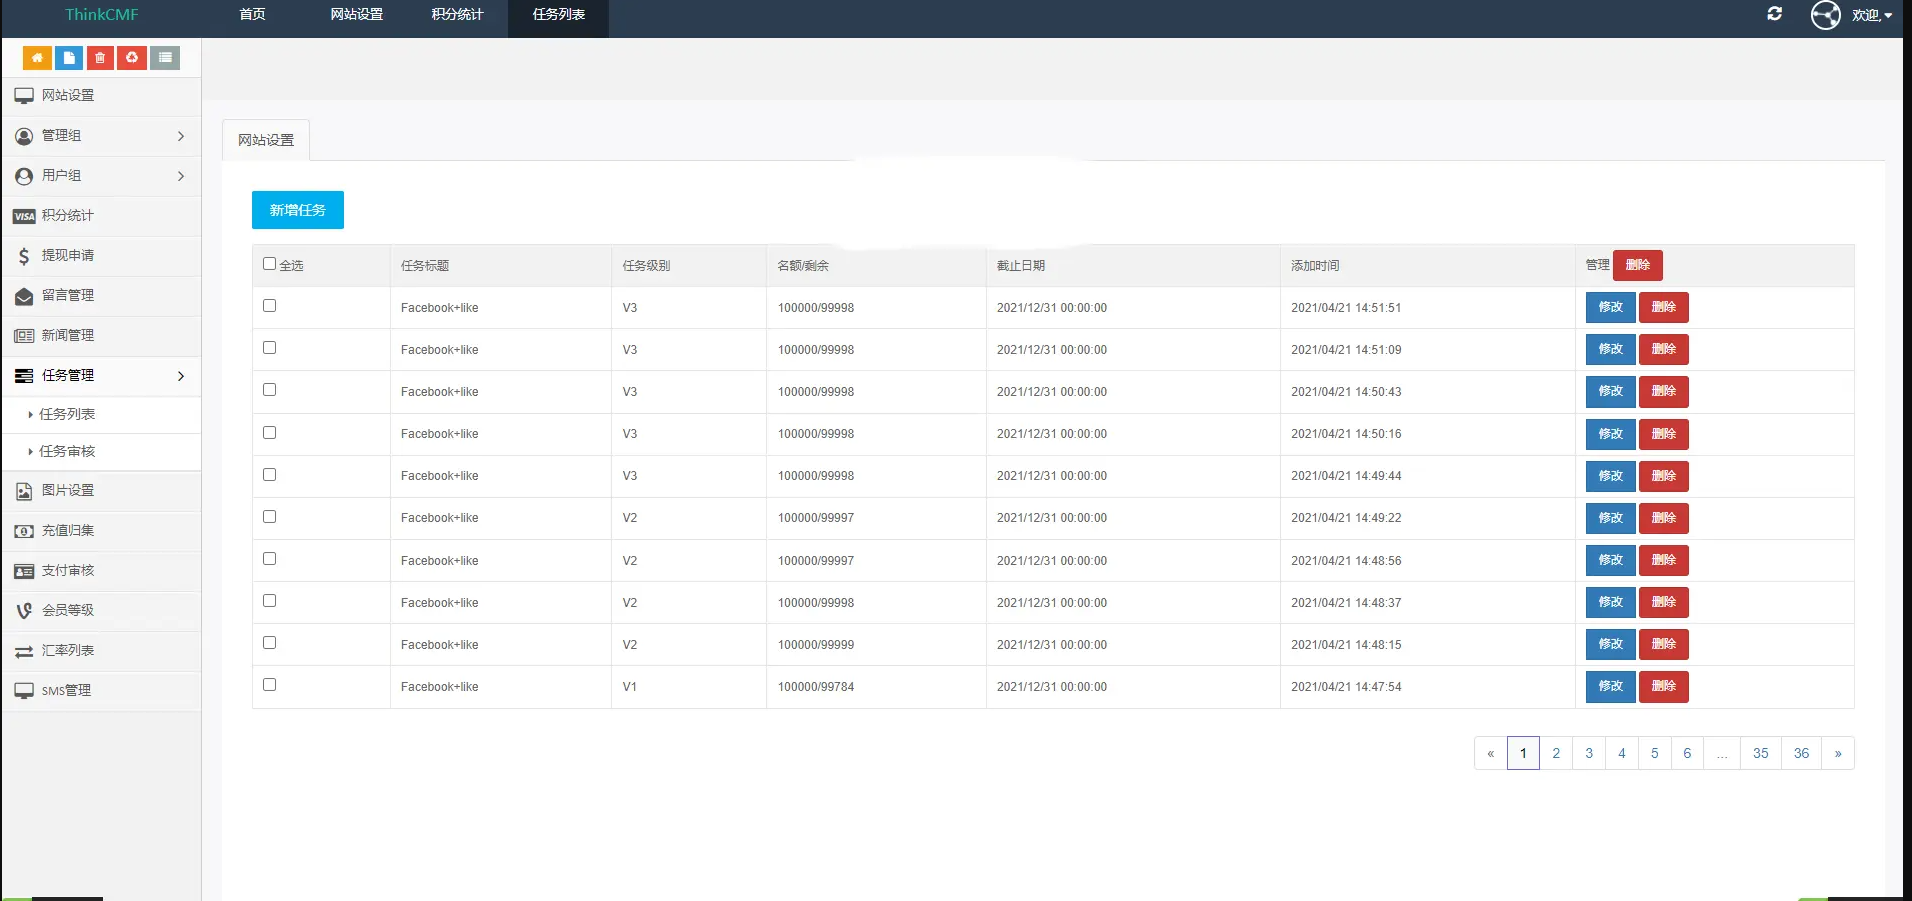 ThinkCMF 首页 网站设置 积分统计 任务列表 欢迎,
网站设置
管理组
用户组
VISA 积分统计
提现申请
留言管理
新闻管理
任务管理
任务列表
任务审核
图片设置
充值归集
支付审核
会员等级
汇率列表
SMS管理
网站设置
新增任务
全选 任务标题 任务级别 名额/剩余 截止日期 添加时间 管理 删除
Facebook+like V3 100000/99998 2021/12/31 00:00:00 2021/04/21 14:51:51 修改 删除
Facebook+like V3 100000/99998 2021/12/31 00:00:00 2021/04/21 14:51:09 修改 删除
Facebook+like V3 100000/99998 2021/12/31 00:00:00 2021/04/21 14:50:43 修改 删除
Facebook+like V3 100000/99998 2021/12/31 00:00:00 2021/04/21 14:50:16 修改 删除
Facebook+like V3 100000/99998 2021/12/31 00:00:00 2021/04/21 14:49:44 修改 删除
Facebook+like V2 100000/99997 2021/12/31 00:00:00 2021/04/21 14:49:22 修改 删除
Facebook+like V2 100000/99997 2021/12/31 00:00:00 2021/04/21 14:48:56 修改 删除
Facebook+like V2 100000/99998 2021/12/31 00:00:00 2021/04/21 14:48:37 修改 删除
Facebook+like V2 100000/99999 2021/12/31 00:00:00 2021/04/21 14:48:15 修改 删除
Facebook+like V1 100000/99784 2021/12/31 00:00:00 2021/04/21 14:47:54 修改 删除
« 1 2 3 4 5 6 ... 35 36 »